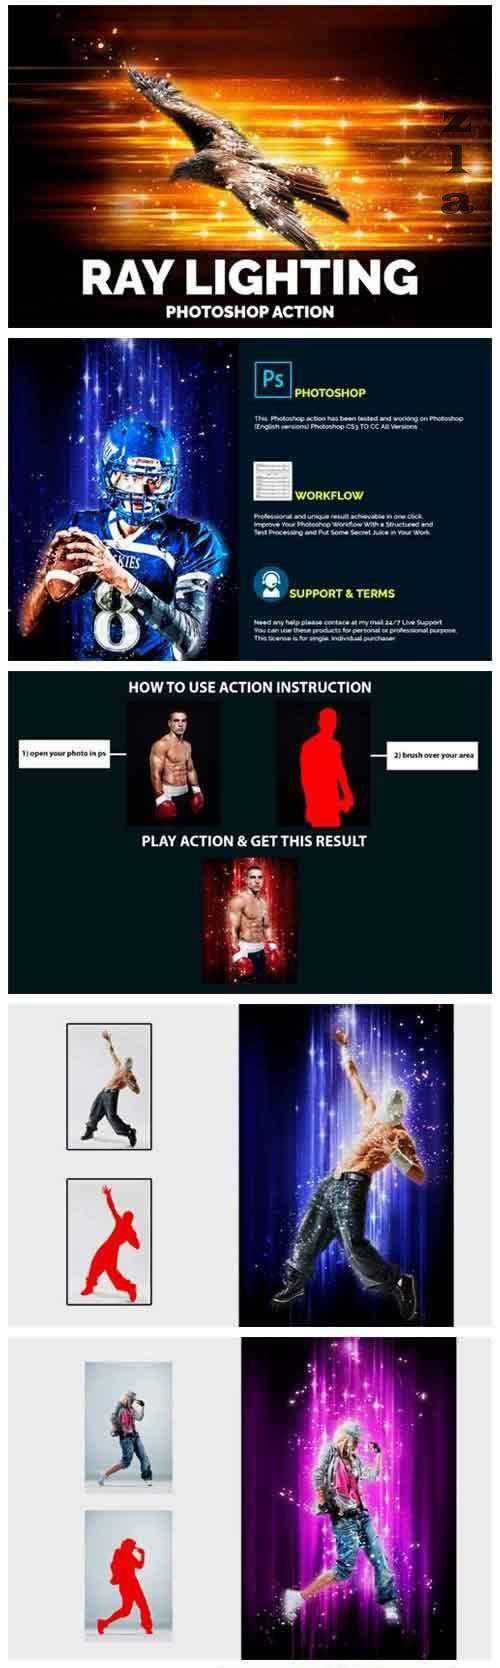 z
i
a
RAY LIGHTING
PHOTOSHOP ACTION
Ps PHOTOSHOP
This Photoshop action has been tested and working on Photoshop
(English versions) Photoshop CS3 TO CC All Versions
WORKFLOW
Professional and unique result achievable in one click.
Improve Your Photoshop Workflow With a Structured and
Test Processing and Put Some Secret Juice in Your Work.
SUPPORT & TERMS
Need any help please contace at my mail 24/7 Live Support
You can use these products for personal or professional purpose,
This license is for single, individual purchaser
KIES
8
HOW TO USE ACTION INSTRUCTION
1) open your photo in ps
2) brush over your area
PLAY ACTION & GET THIS RESULT